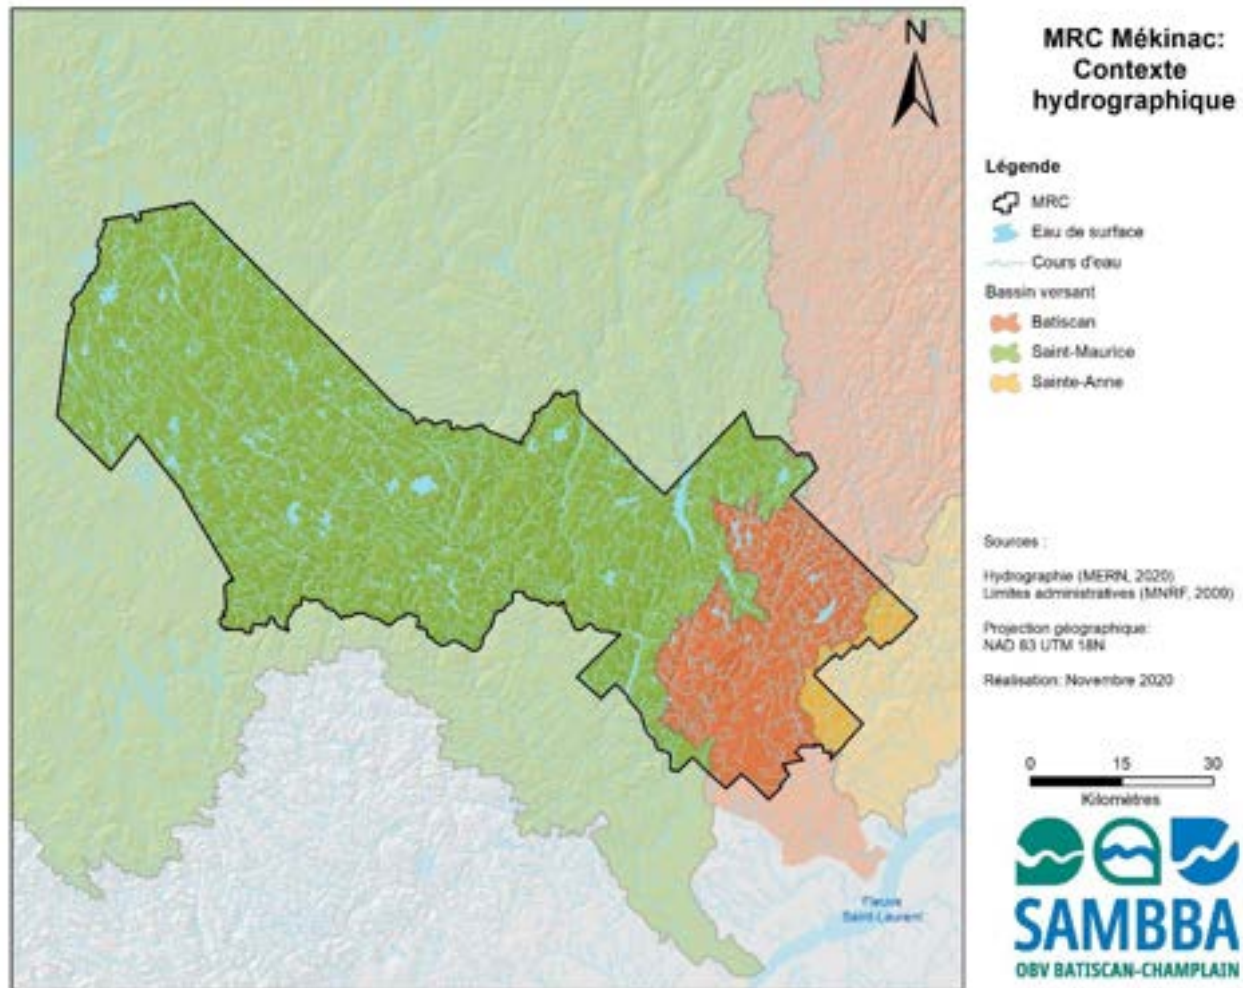 N
MRC Mékinac:
Contexte
hydrographique
Légende
MRC
Eau de surface
Cours d'eau
Bassin versant
Batiscan
Saint-Maurice
Sainte-Anne
Sources :
Hydrographie (MERN, 2020)
Limites administratives (MNRF, 2009)
Projection géographique:
NAD 83 UTM 18N
Réalisation: Novembre 2020
0 15 30
Kilomètres
Fleuve
Saint-Laurent
SAMBBA
OBV BATISCAN-CHAMPLAIN